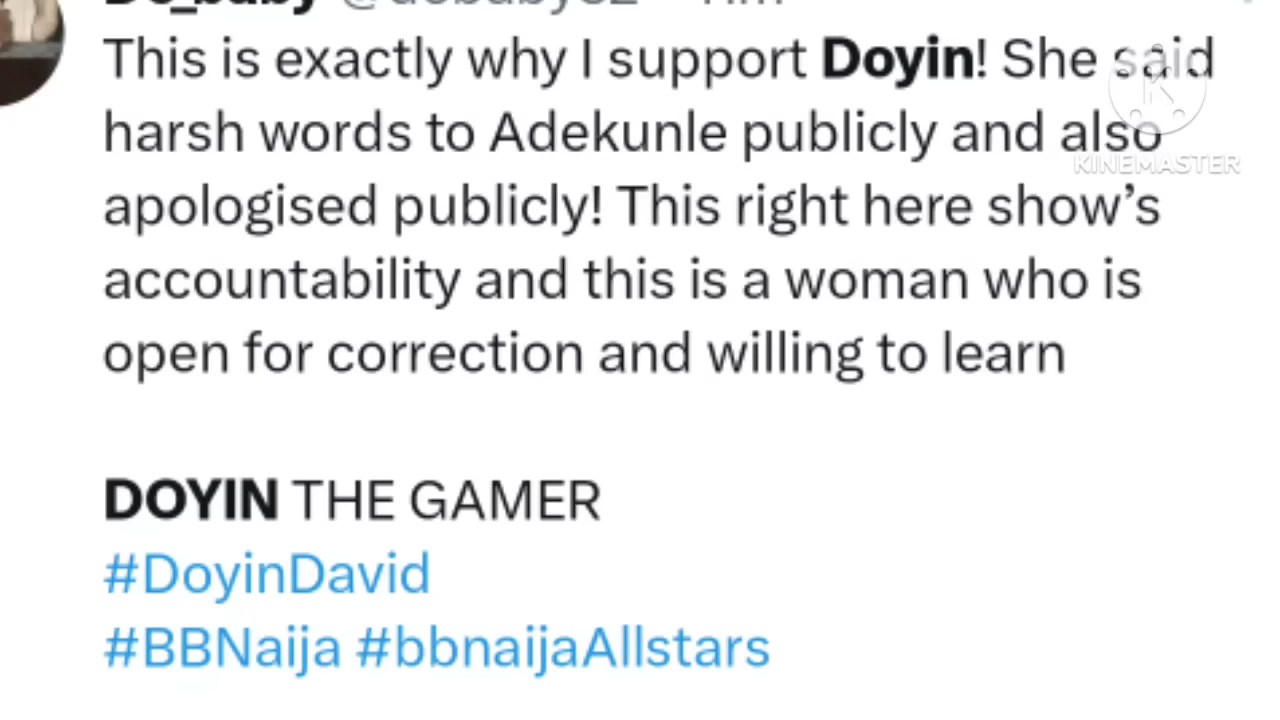 This is exactly why I support Doyin! She said
harsh words to Adekunle publicly and also
KINEMASTER
apologised publicly! This right here show’s
accountability and this is a woman who is
open for correction and willing to learn
DOYIN THE GAMER
#DoyinDavid
#BBNaija #bbnaijaAllstars